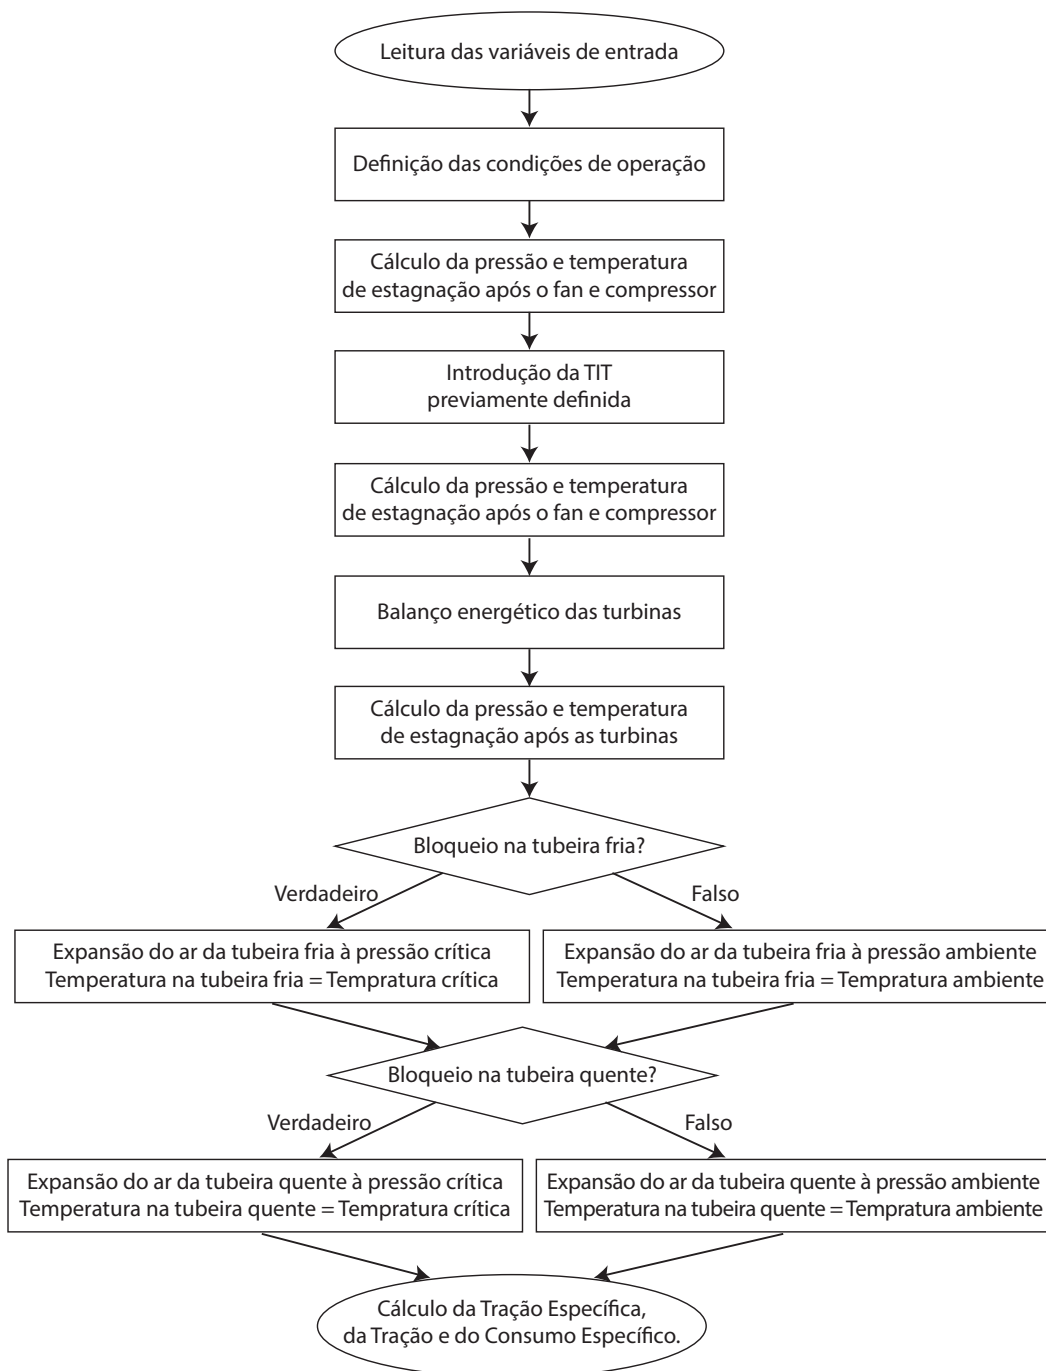 Leitura das variáveis de entrada
Definição das condições de operação
Cálculo da pressão e temperatura
de estagnação após o fan e compressor
Introdução da TIT
previamente definida
Cálculo da pressão e temperatura
de estagnação após o fan e compressor
Balanço energético das turbinas
Cálculo da pressão e temperatura
de estagnação após as turbinas
Bloqueio na tubeira fria?
Verdadeiro
Falso
Expansão do ar da tubeira fria à pressão crítica
Temperatura na tubeira fria = Tempratura crítica
Expansão do ar da tubeira fria à pressão ambiente
Temperatura na tubeira fria = Tempratura ambiente
Bloqueio na tubeira quente?
Verdadeiro
Falso
Expansão do ar da tubeira quente à pressão crítica
Temperatura na tubeira quente = Tempratura crítica
Expansão do ar da tubeira quente à pressão ambiente
Temperatura na tubeira quente = Tempratura ambiente
Cálculo da Tração Específica,
da Tração e do Consumo Específico.